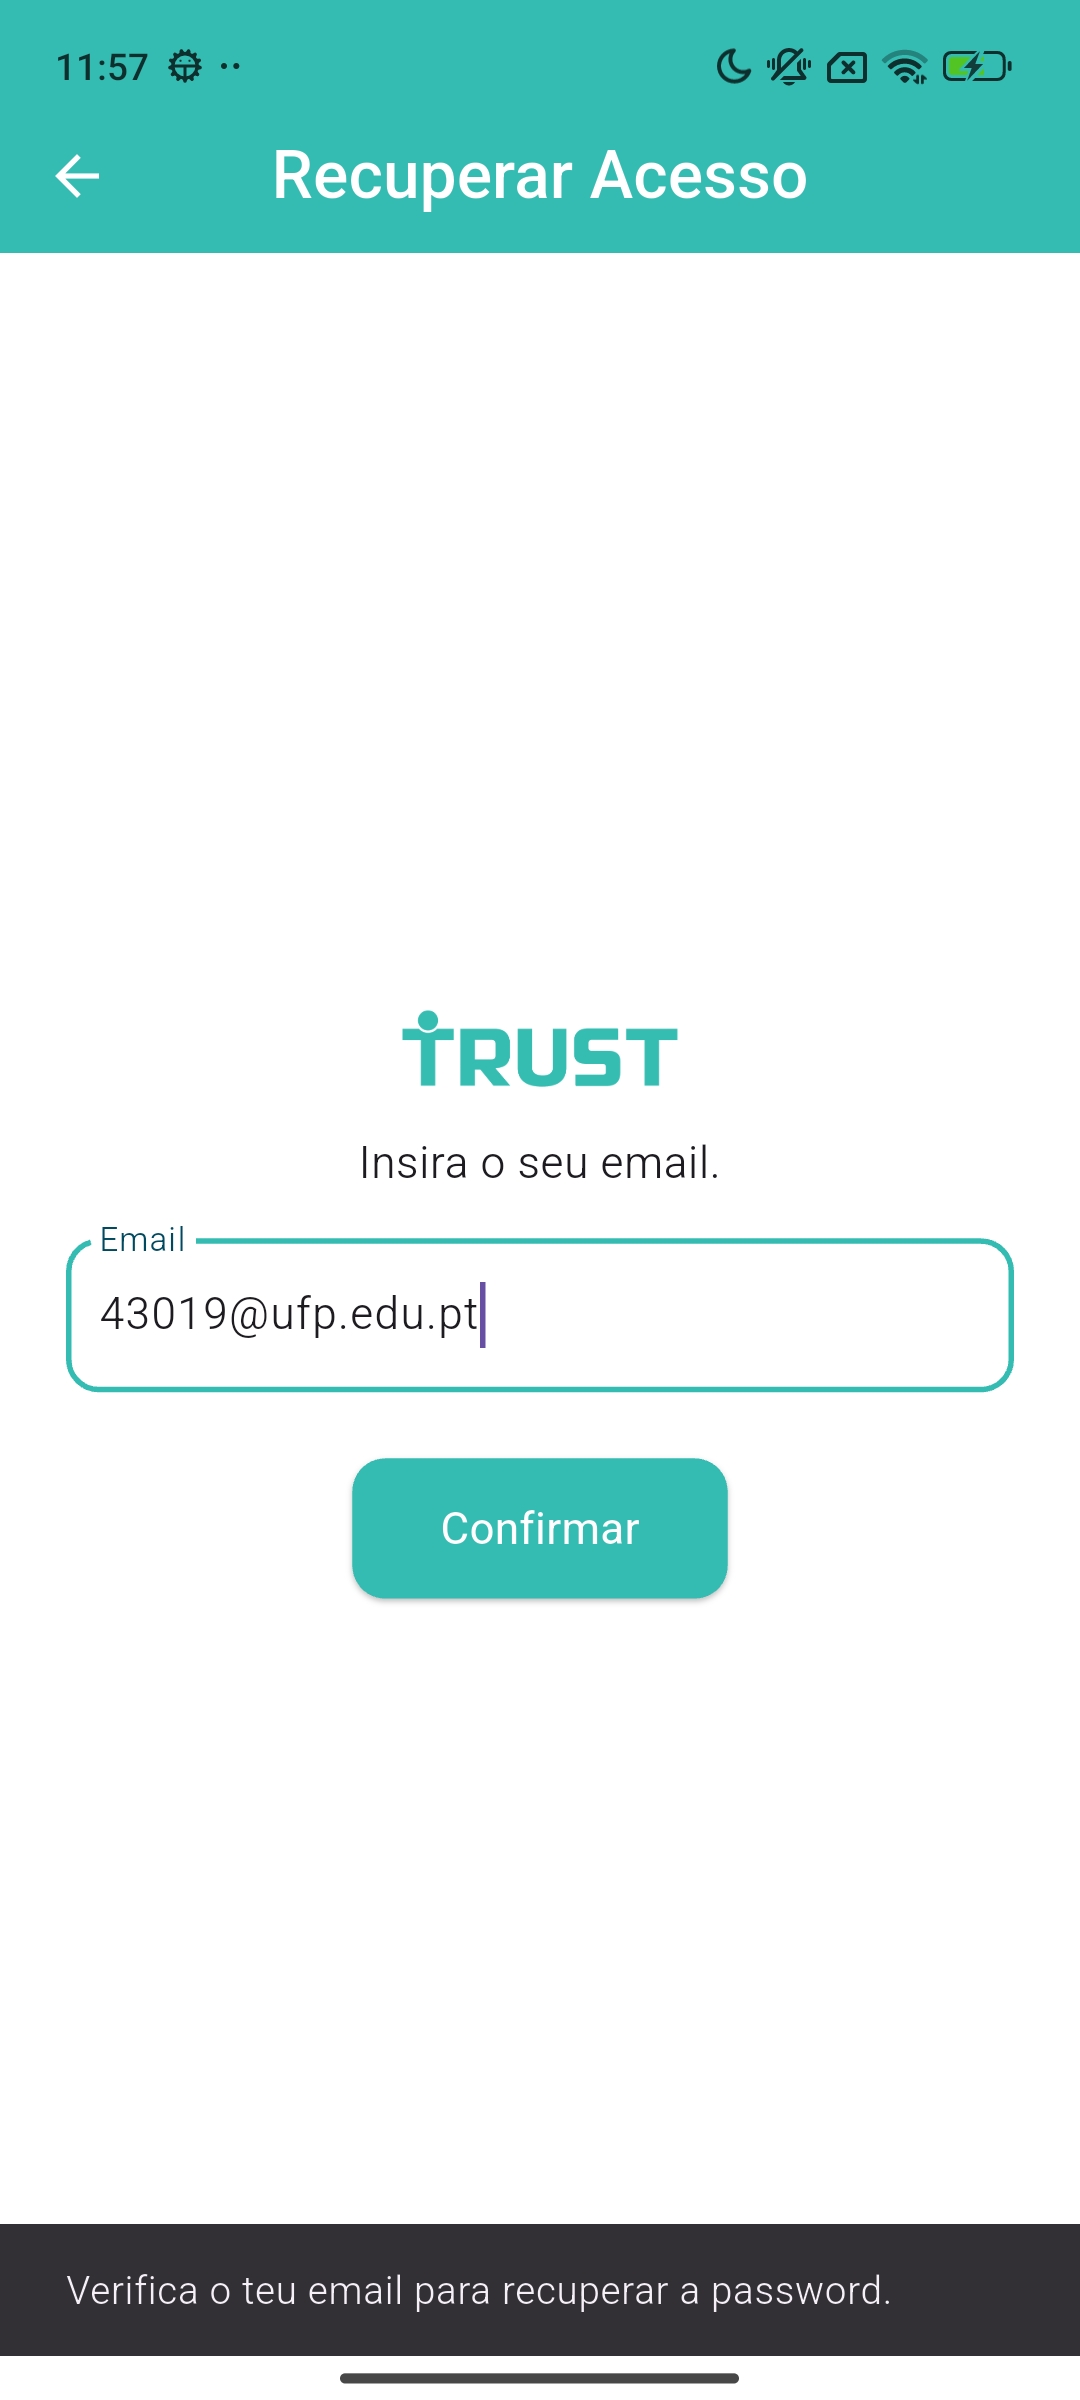 11:57
Recuperar Acesso
TRUST
Insira o seu email.
Email
43019@ufp.edu.pt
Confirmar
Verifica o teu email para recuperar a password.